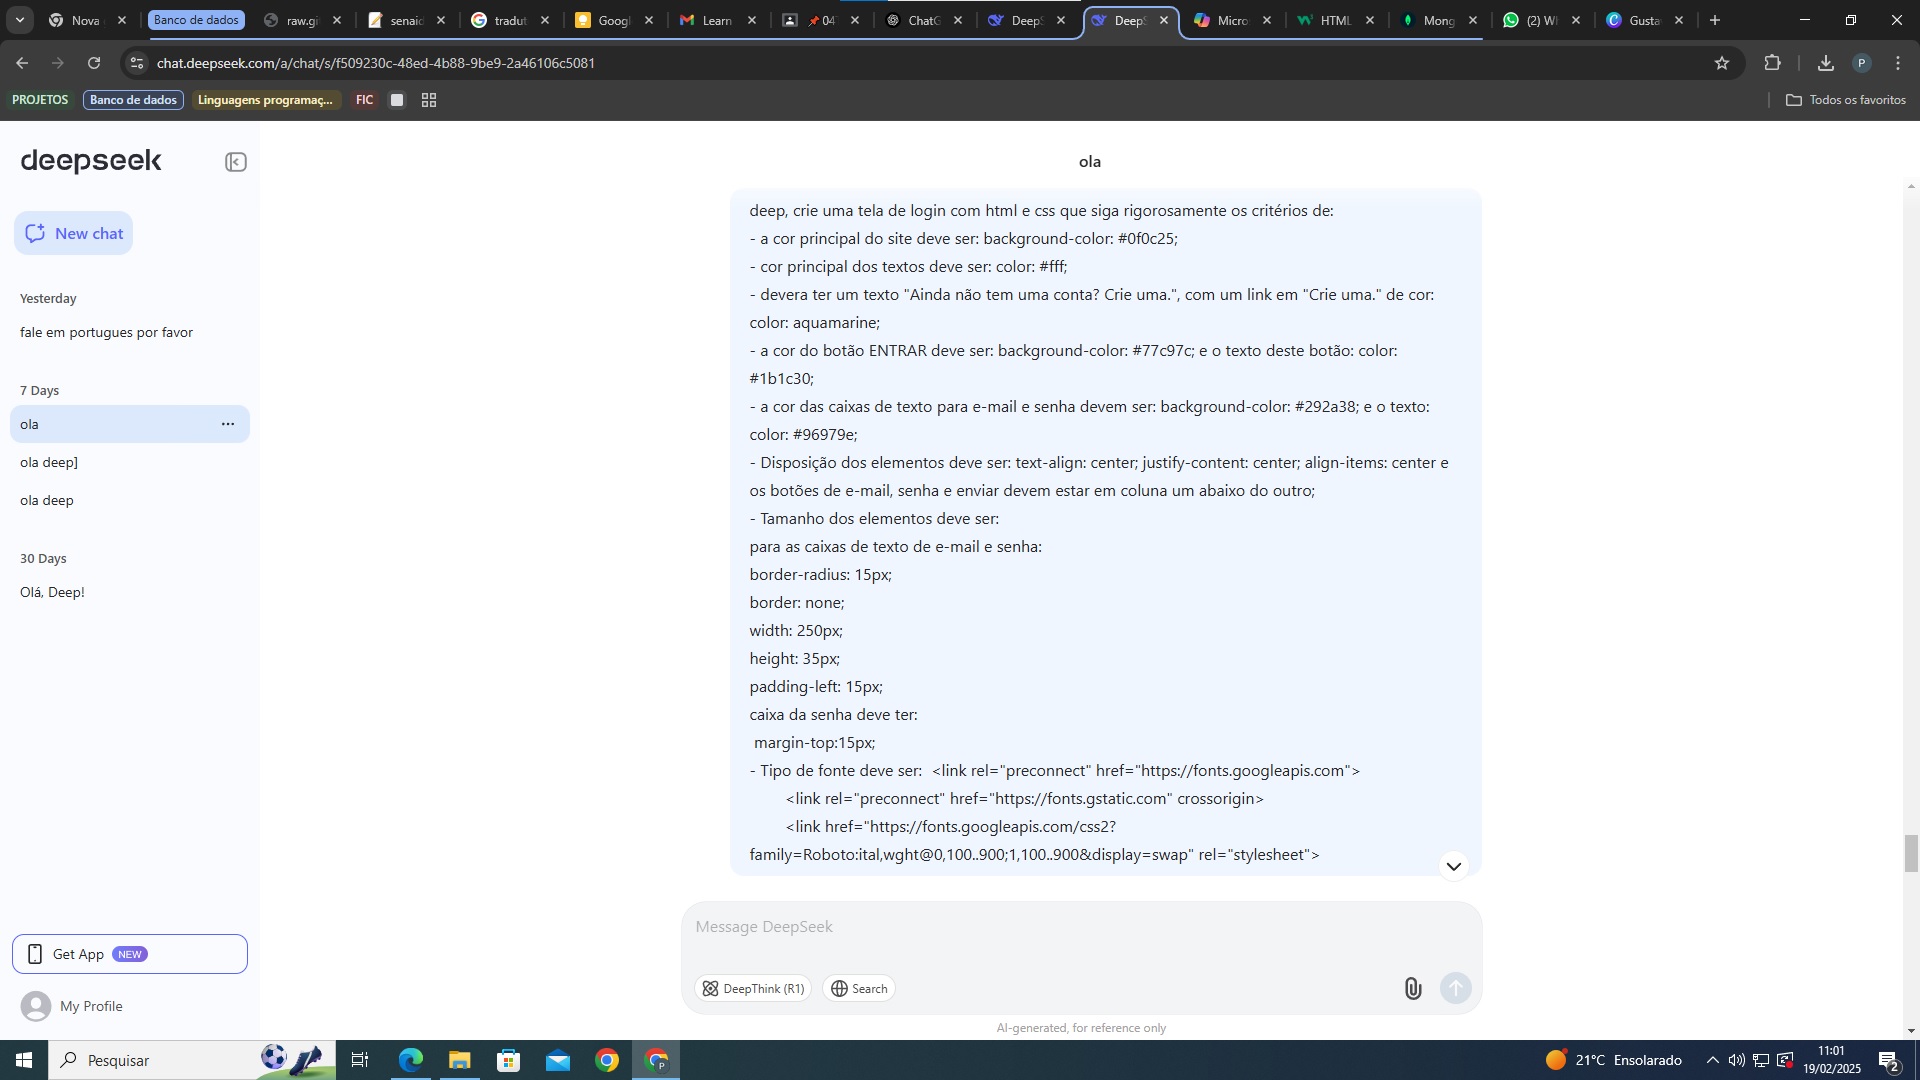 Nova
Banco de dados
raw.gi
senaid
tradut
Googl
Learn
04
ChatG
DeepS
DeepS
Micro
HTML
Mong
(2) W
Gusta
chat.deepseek.com/a/chat/s/f509230c-48ed-4b88-9be9-2a46106c5081
P
PROJETOS
Banco de dados
Linguagens programaç...
FIC
Todos os favoritos
deepseek
New chat
Yesterday
fale em portugues por favor
7 Days
ola
ola deep]
ola deep
30 Days
Olá, Deep!
Get App NEW
My Profile
ola
deep, crie uma tela de login com html e css que siga rigorosamente os critérios de:
- a cor principal do site deve ser: background-color: #0f0c25;
- cor principal dos textos deve ser: color: #fff;
- devera ter um texto "Ainda não tem uma conta? Crie uma.", com um link em "Crie uma." de cor:
color: aquamarine;
- a cor do botão ENTRAR deve ser: background-color: #77c97c; e o texto deste botão: color:
#1b1c30;
- a cor das caixas de texto para e-mail e senha devem ser: background-color: #292a38; e o texto:
color: #96979e;
- Disposição dos elementos deve ser: text-align: center; justify-content: center; align-items: center e
os botões de e-mail, senha e enviar devem estar em coluna um abaixo do outro;
- Tamanho dos elementos deve ser:
para as caixas de texto de e-mail e senha:
border-radius: 15px;
border: none;
width: 250px;
height: 35px;
padding-left: 15px;
caixa da senha deve ter:
margin-top:15px;
- Tipo de fonte deve ser: <link rel="preconnect" href="https://fonts.googleapis.com">
<link rel="preconnect" href="https://fonts.gstatic.com" crossorigin>
<link href="https://fonts.googleapis.com/css2?
family=Roboto:ital,wght@0,100..900;1,100..900&display=swap" rel="stylesheet">
Message DeepSeek
DeepThink (R1)
Search
AI-generated, for reference only
Pesquisar
21°C Ensolarado
11:01
19/02/2025
2